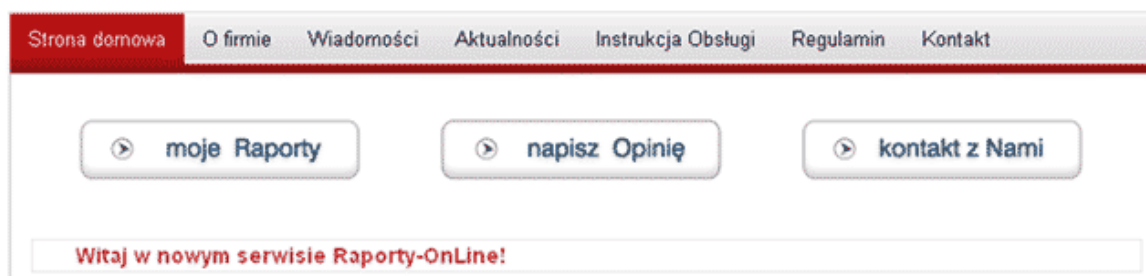 Strona domowa O firmie Wiadomości Aktualności Instrukcja Obsługi Regulamin Kontakt
moje Raporty napisz Opinię kontakt z Nami
Witaj w nowym serwisie Raporty-OnLine!